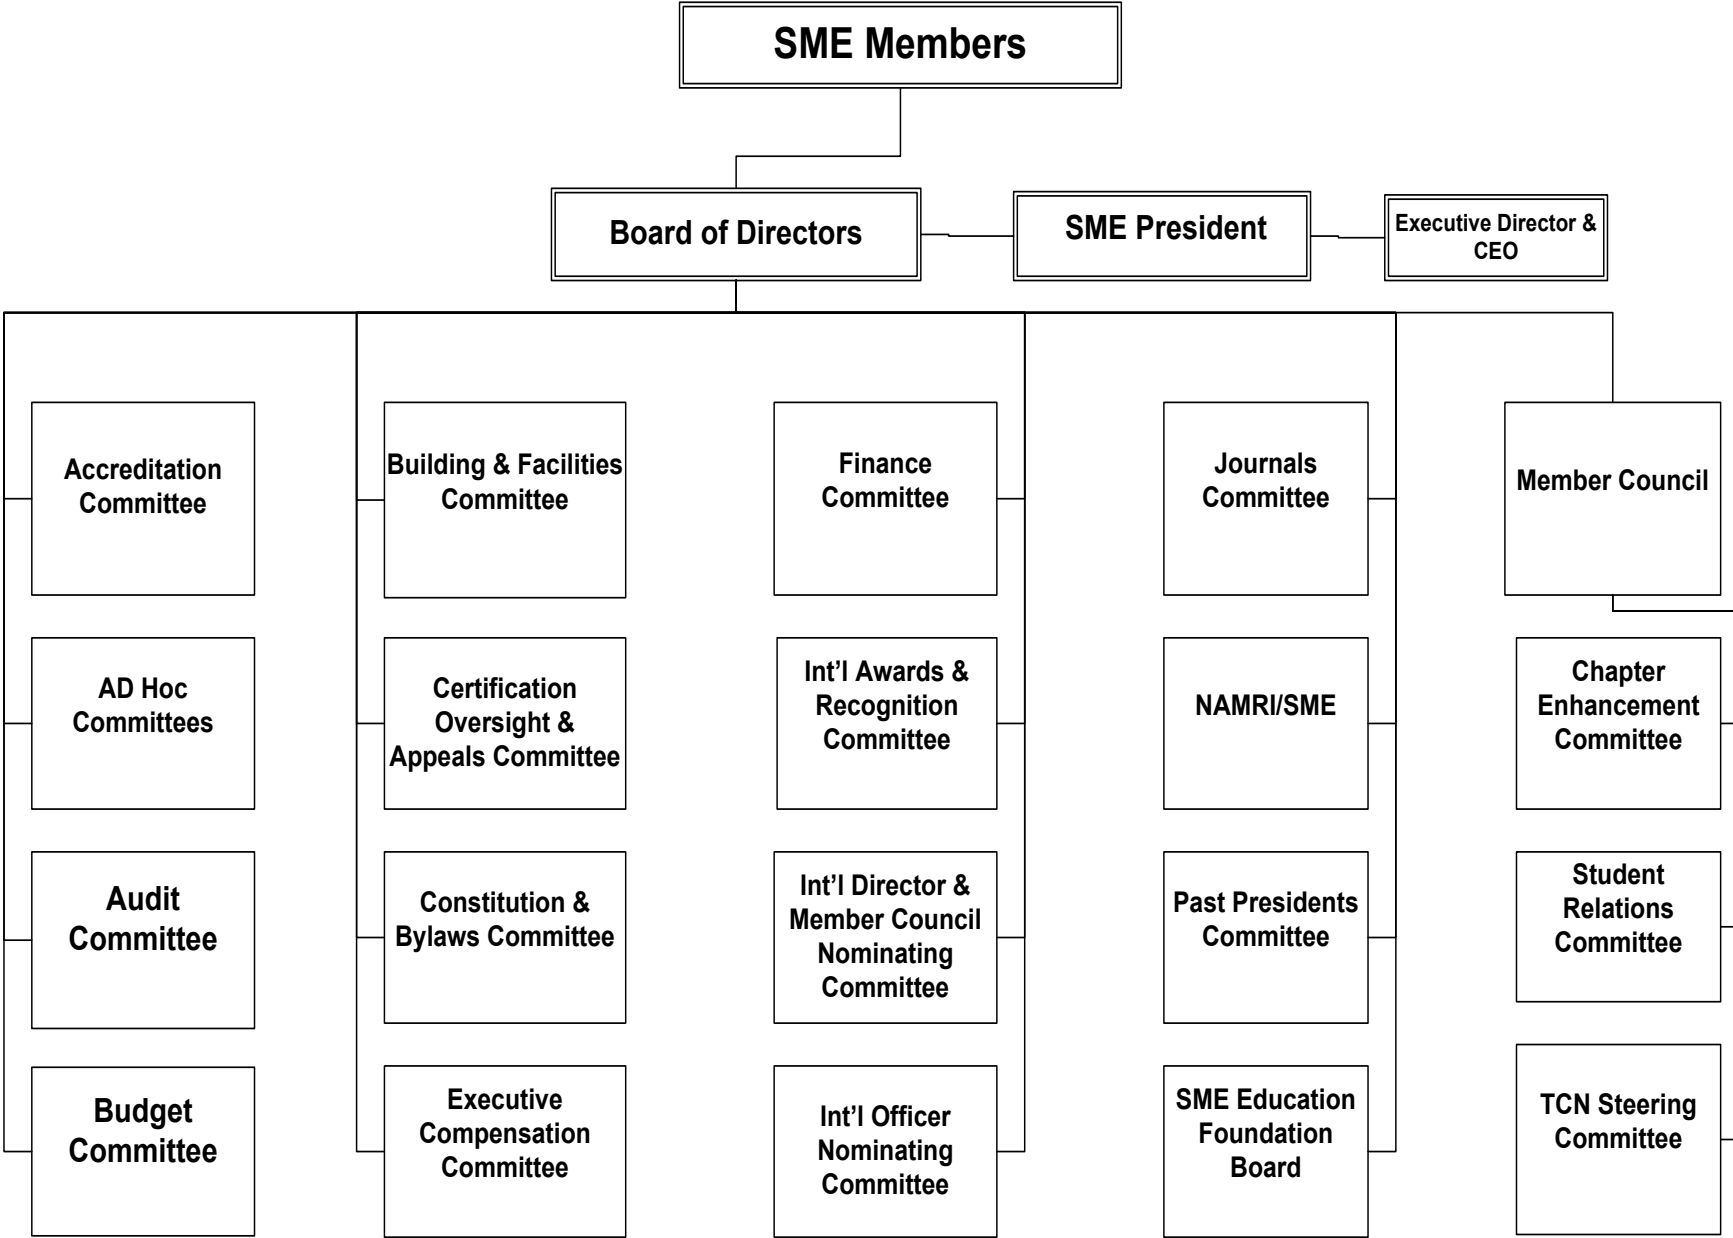 SME Members
Board of Directors
SME President
Executive Director &
CEO
Accreditation
Committee
Building & Facilities
Committee
Finance
Committee
Journals
Committee
Member Council
AD Hoc
Committees
Certification
Oversight &
Appeals Committee
Int'l Awards &
Recognition
Committee
NAMRI/SME
Chapter
Enhancement
Committee
Audit
Committee
Constitution &
Bylaws Committee
Int'l Director &
Member Council
Nominating
Committee
Past Presidents
Committee
Student
Relations
Committee
Budget
Committee
Executive
Compensation
Committee
Int'l Officer
Nominating
Committee
SME Education
Foundation
Board
TCN Steering
Committee